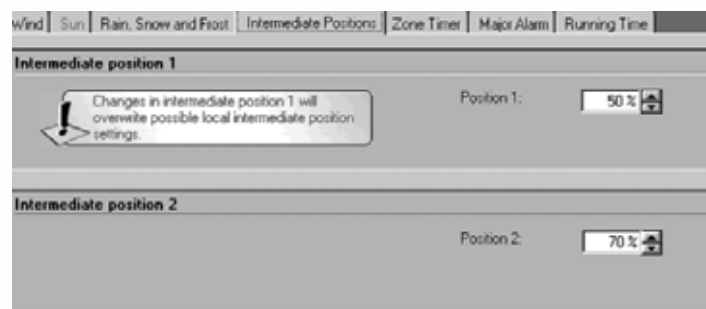 Wind Sun Rain, Snow and Frost Intermediate Positions Zone Timer Major Alarm Running Time
Intermediate position 1
Changes in intermediate position 1 will
overwrite possible local intermediate position
settings.
Position 1: 50 %
Intermediate position 2
Position 2: 70 %